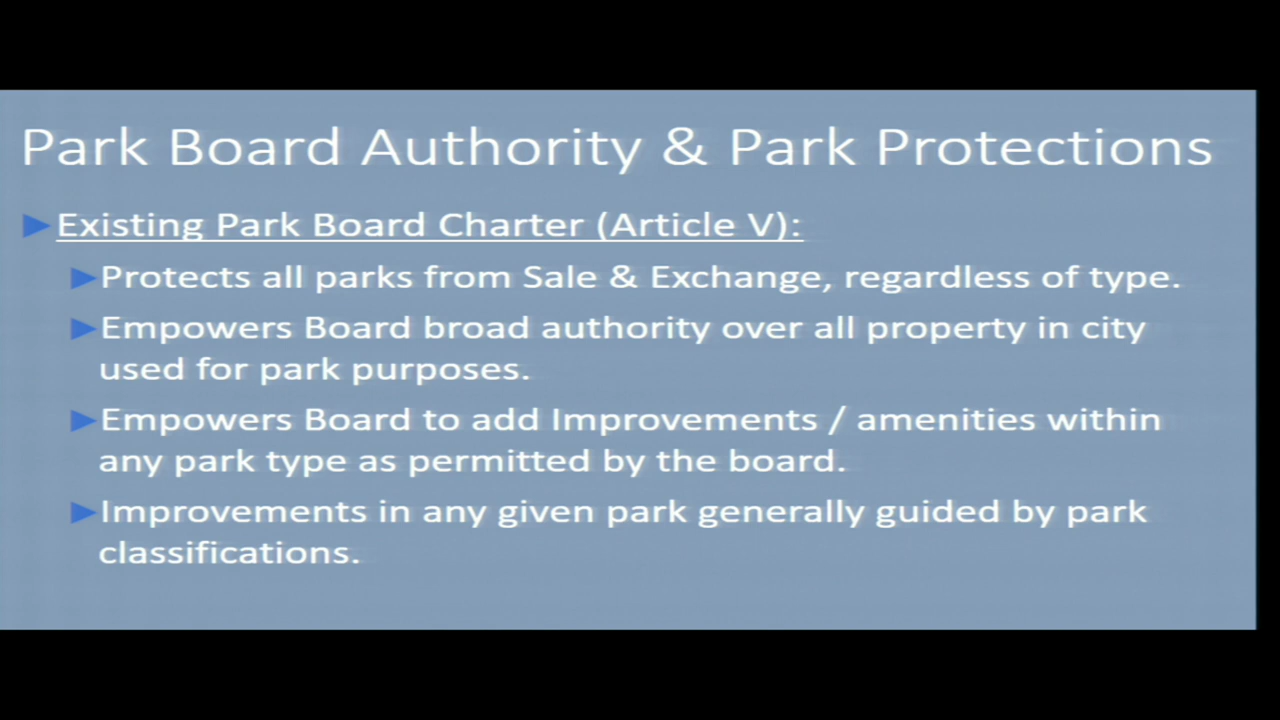 Park Board Authority & Park Protections
Existing Park Board Charter (Article V):
Protects all parks from Sale & Exchange, regardless of type.
Empowers Board broad authority over all property in city
used for park purposes.
Empowers Board to add Improvements / amenities within
any park type as permitted by the board.
Improvements in any given park generally guided by park
classifications.